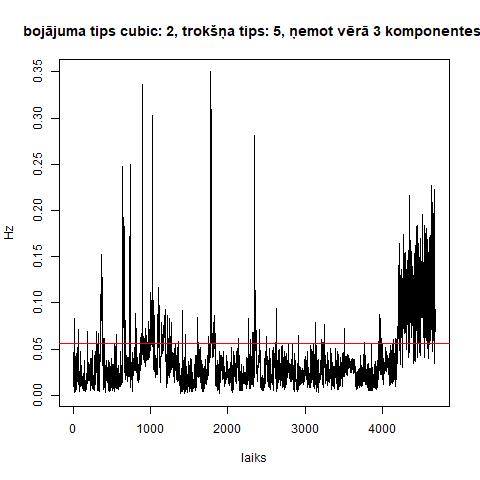 bojājuma tips cubic: 2, trokšņa tips: 5, ņemot vērā 3 komponentes
Hz
0.00 0.05 0.10 0.15 0.20 0.25 0.30 0.35
0 1000 2000 3000 4000
laiks